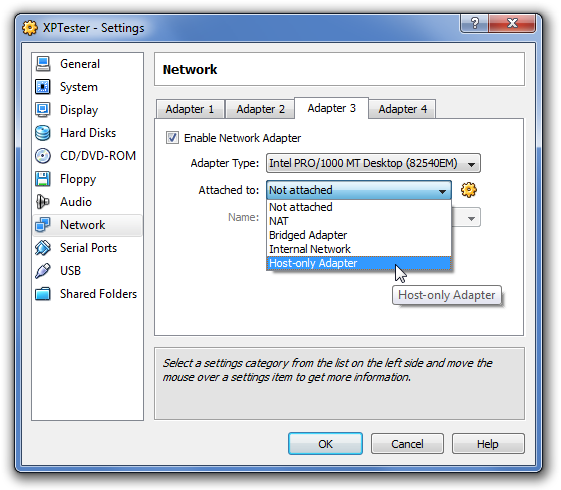 XPTester - Settings
General
System
Display
Hard Disks
CD/DVD-ROM
Floppy
Audio
Network
Serial Ports
USB
Shared Folders
Network
Adapter 1 Adapter 2 Adapter 3 Adapter 4
Enable Network Adapter
Adapter Type: Intel PRO/1000 MT Desktop (82540EM)
Attached to: Not attached
Name:
Not attached
NAT
Bridged Adapter
Internal Network
Host-only Adapter
Host-only Adapter
Select a settings category from the list on the left side and move the
mouse over a settings item to get more information.
OK Cancel Help